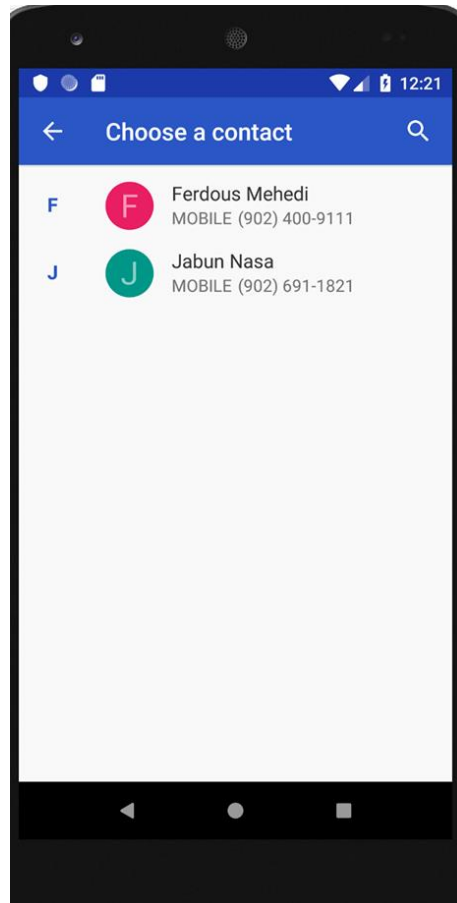 12:21
Choose a contact
F
F
Ferdous Mehedi
MOBILE (902) 400-9111
J
J
Jabun Nasa
MOBILE (902) 691-1821